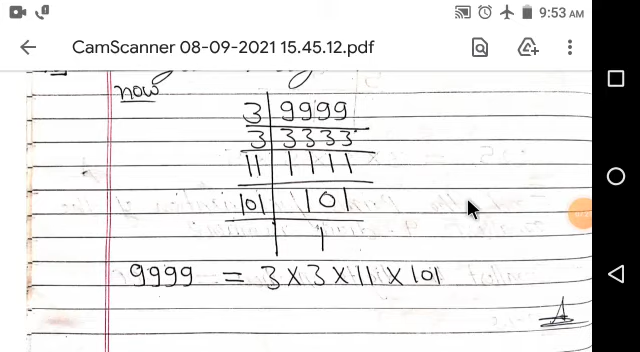 9:53 AM
CamScanner 08-09-2021 15.45.12.pdf
now
3 | 9999
3 | 3333
11 | 1111
101 | 101
1
9999 = 3 × 3 × 11 × 101